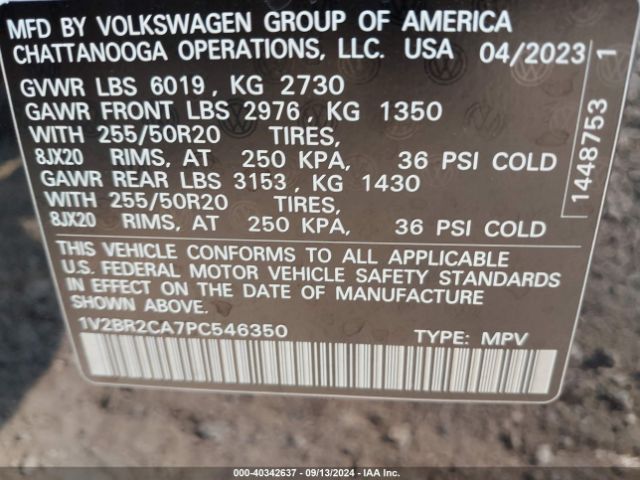 MFD BY VOLKSWAGEN GROUP OF AMERICA
CHATTANOOGA OPERATIONS, LLC. USA 04/2023
GVWR LBS 6019, KG 2730
GAWR FRONT LBS 2976, KG 1350
WITH 255/50R20 TIRES,
8JX20 RIMS, AT 250 KPA, 36 PSI COLD
GAWR REAR LBS 3153, KG 1430
WITH 255/50R20 TIRES,
8JX20 RIMS, AT 250 KPA, 36 PSI COLD
THIS VEHICLE CONFORMS TO ALL APPLICABLE
U.S. FEDERAL MOTOR VEHICLE SAFETY STANDARDS
IN EFFECT ON THE DATE OF MANUFACTURE
SHOWN ABOVE.
1V2BR2CA7PC546350 TYPE: MPV
1448753 1
000-40342637 - 09/13/2024 - IAA Inc.